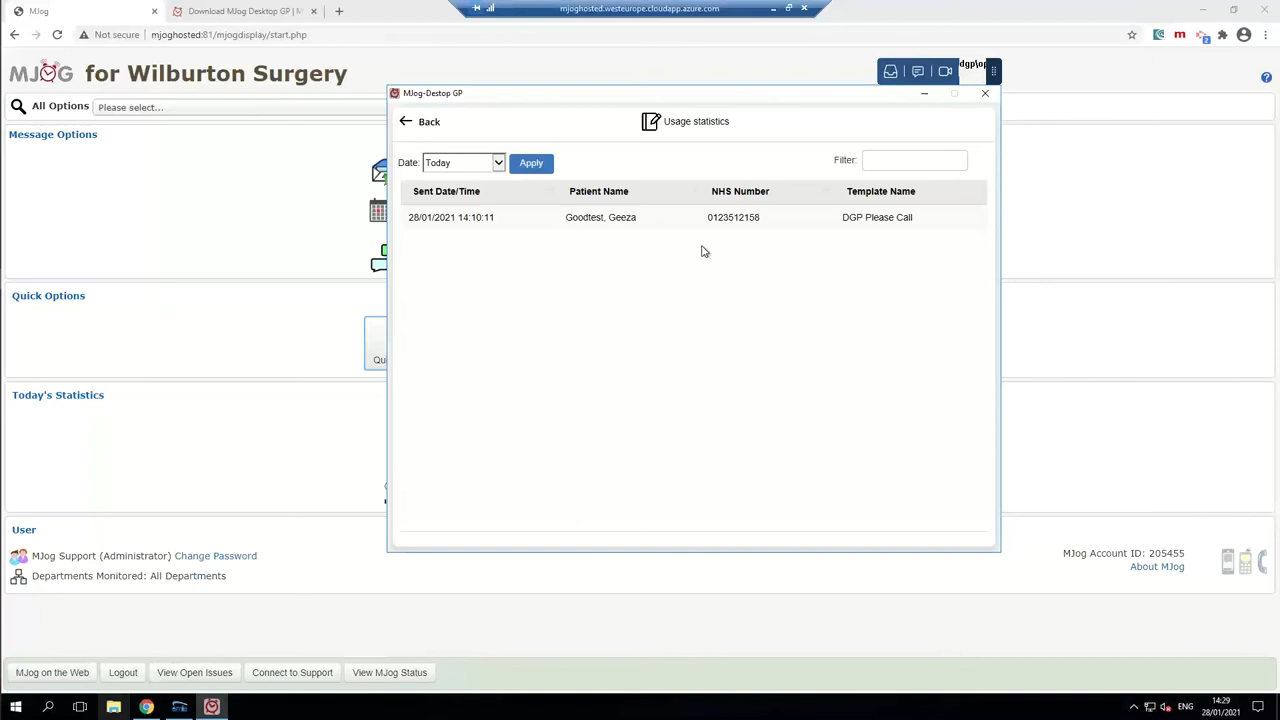 MJog
Download MJog Desktop GP | M
mjoghosted.westeurope.cloudapp.azure.com
Not secure
mjoghosted:81/mjogdisplay/start.php
MJOG for Wilburton Surgery
All Options
Please select...
Message Options
Quick Options
Qui
Today's Statistics
User
MJog Support (Administrator) Change Password
Departments Monitored: All Departments
MJog Account ID: 205455
About MJog
MJog on the Web
Logout
View Open Issues
Connect to Support
View MJog Status
MJog-Destop GP
Back
Usage statistics
Date:
Today
Apply
Filter:
Sent Date/Time Patient Name NHS Number Template Name
28/01/2021 14:10:11 Goodtest, Geeza 0123512158 DGP Please Call
ENG
14:29
28/01/2021